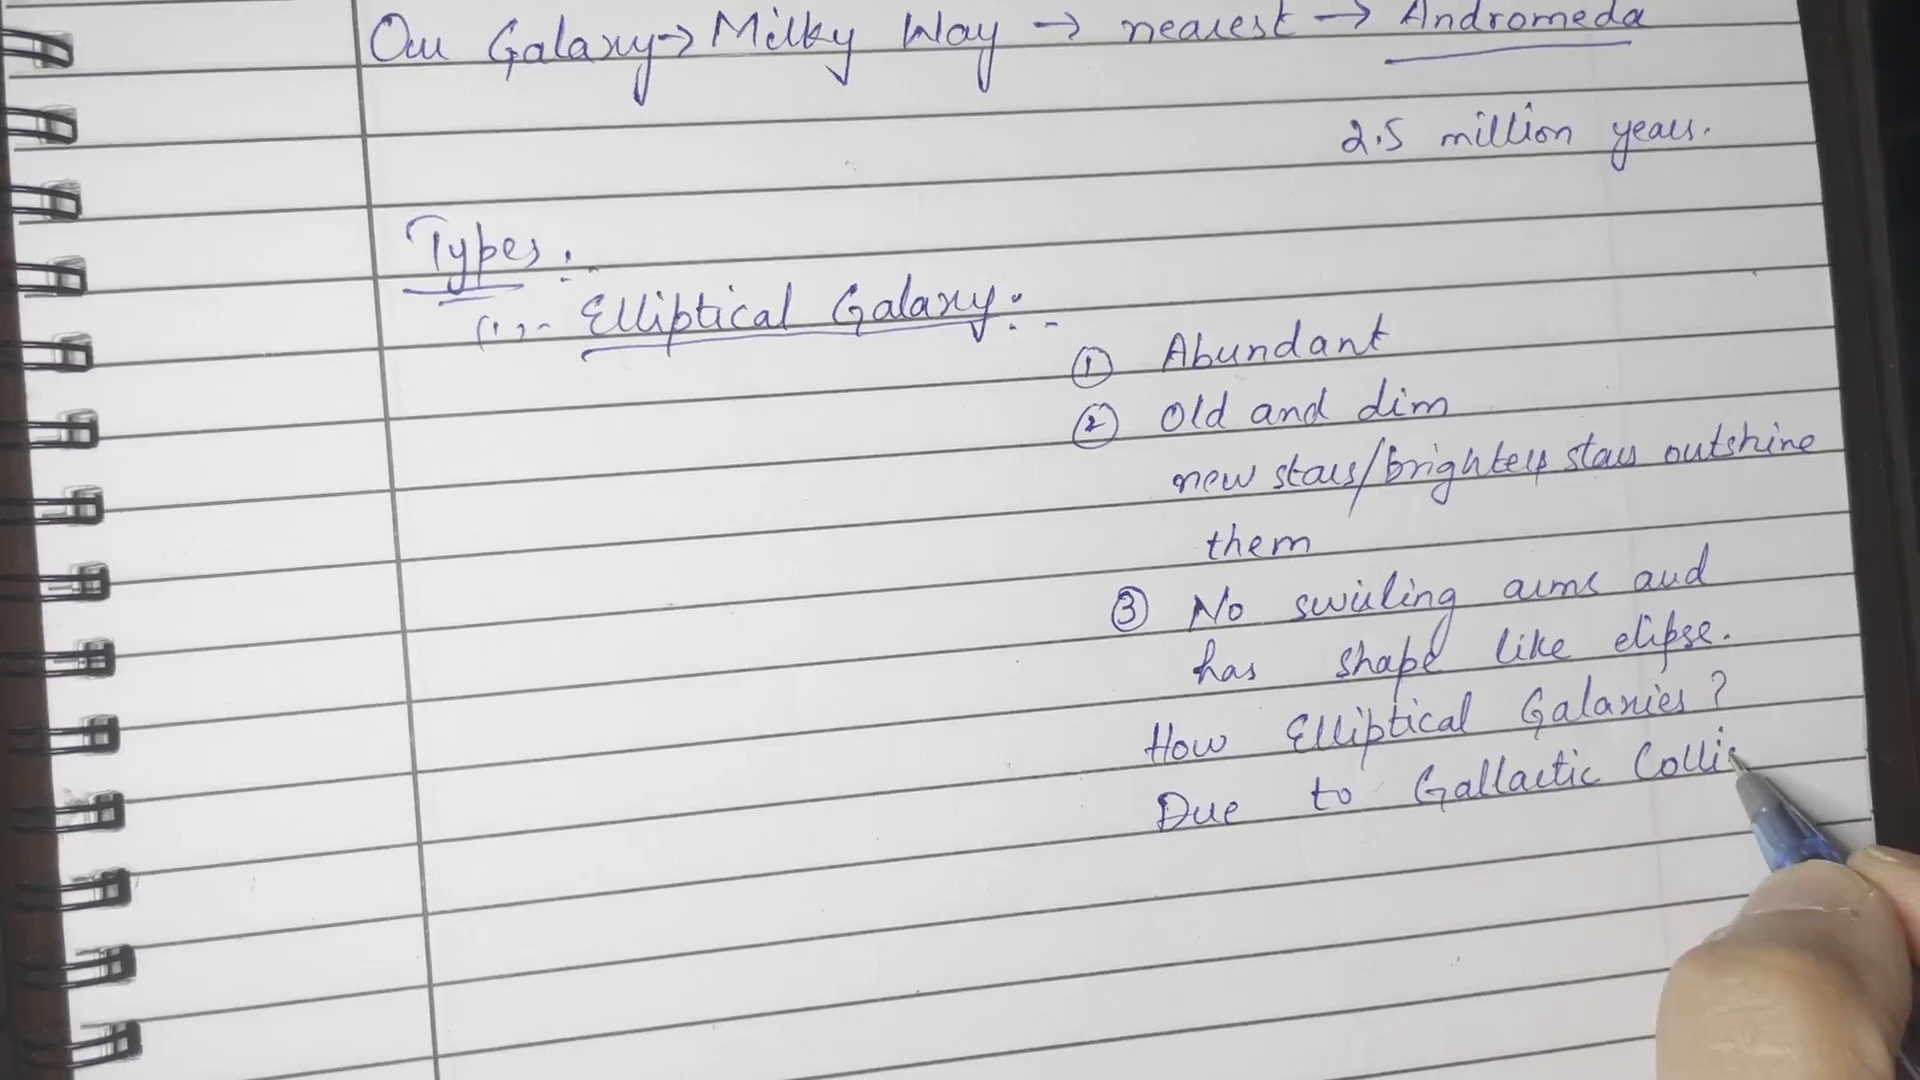 Our Galaxy → Milky Way → nearest → Andromeda
2.5 million years.
Types :-
(1) - Elliptical Galaxy :-
① Abundant
② Old and dim
new stars/brighters stars outshine
them
③ No swirling arms and
has shape like elipse.
How Elliptical Galaxies?
Due to Gallactic Colli